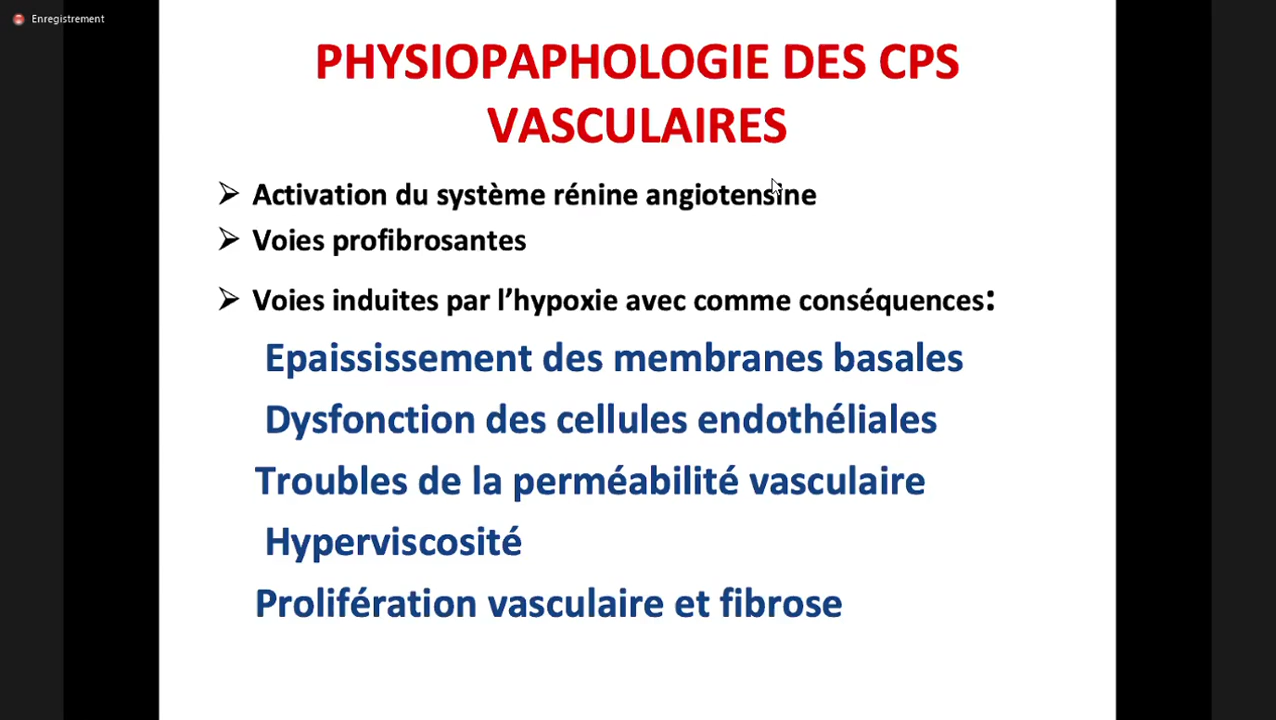 Enregistrement
PHYSIOPAPHOLOGIE DES CPS
VASCULAIRES
➢ Activation du système rénine angiotensine
➢ Voies profibrosantes
➢ Voies induites par l’hypoxie avec comme conséquences:
Epaississement des membranes basales
Dysfonction des cellules endothéliales
Troubles de la perméabilité vasculaire
Hyperviscosité
Prolifération vasculaire et fibrose